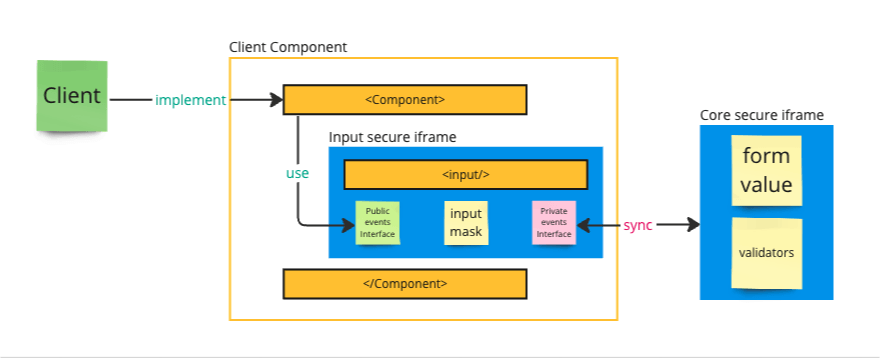 Client Component
Client
implement
<Component>
Input secure iframe
use
<input/>
Public
events
Interface
input
mask
Private
events
Interface
sync
</Component>
Core secure iframe
form
value
validators